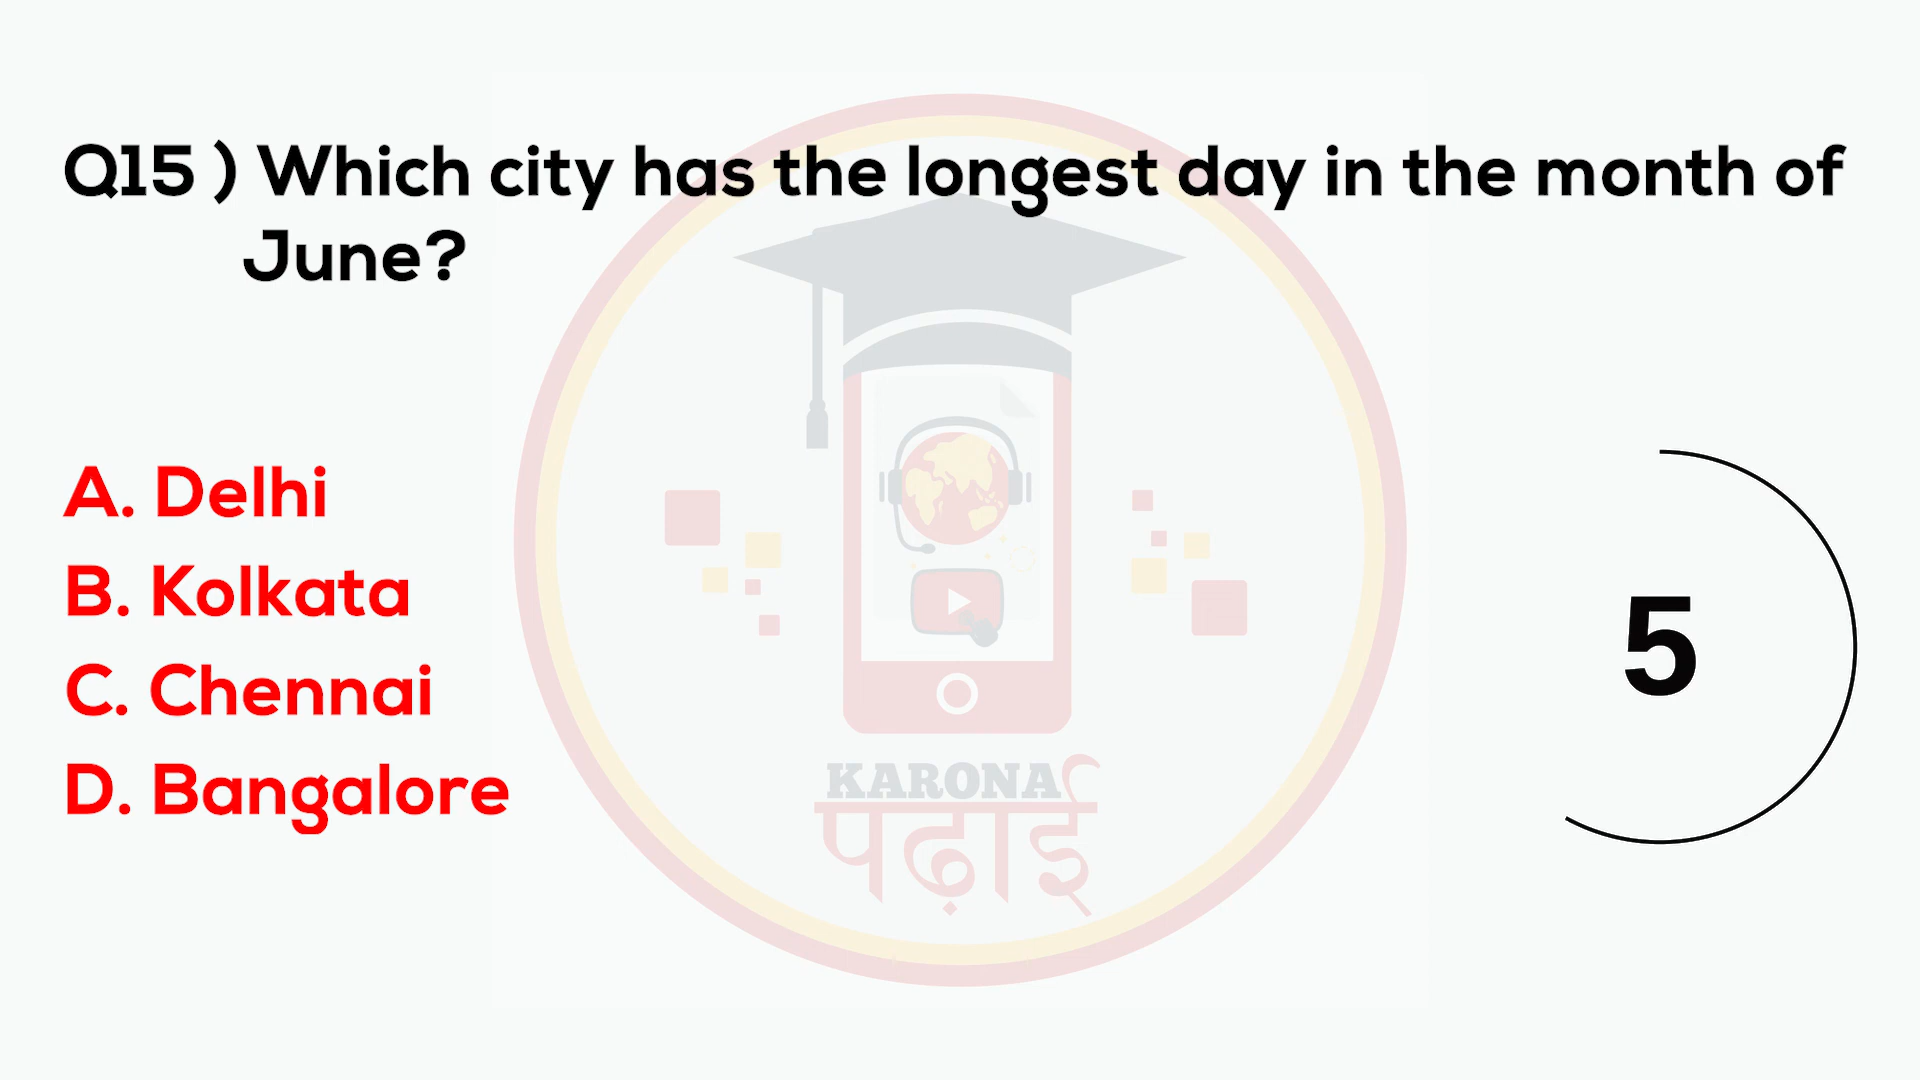 Q15 ) Which city has the longest day in the month of
June?
A. Delhi
B. Kolkata
C. Chennai
D. Bangalore
5
KARONA
पढ़ाई